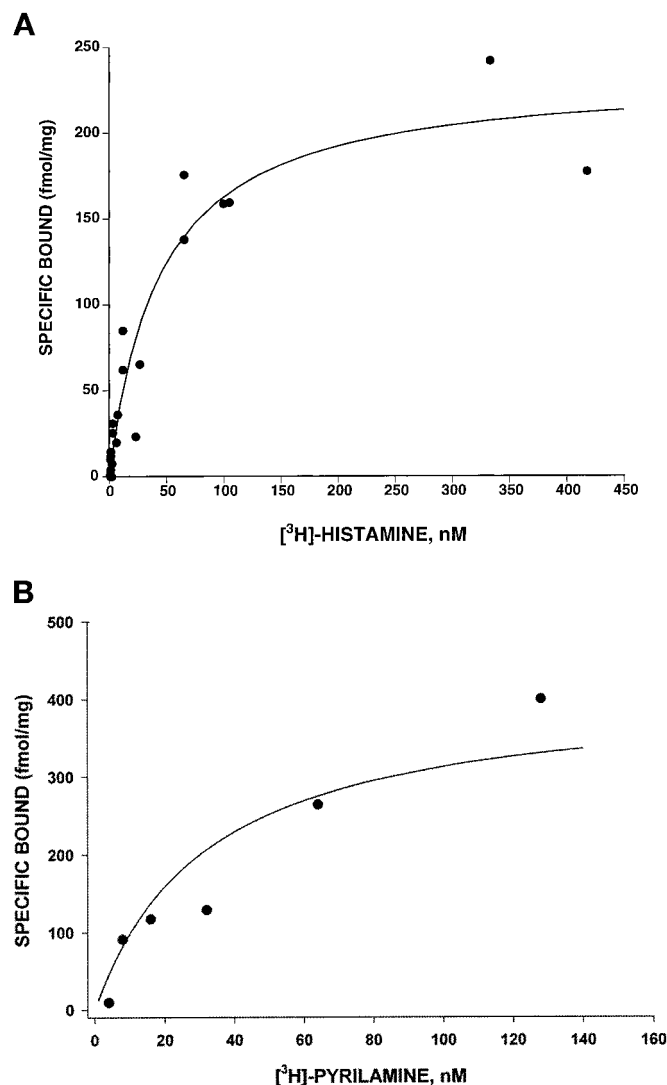 A
250
200
150
100
50
0
SPECIFIC BOUND (fmol/mg)
0 50 100 150 200 250 300 350 400 450
[³H]-HISTAMINE, nM
B
500
400
300
200
100
0
SPECIFIC BOUND (fmol/mg)
0 20 40 60 80 100 120 140 160
[³H]-PYRILAMINE, nM